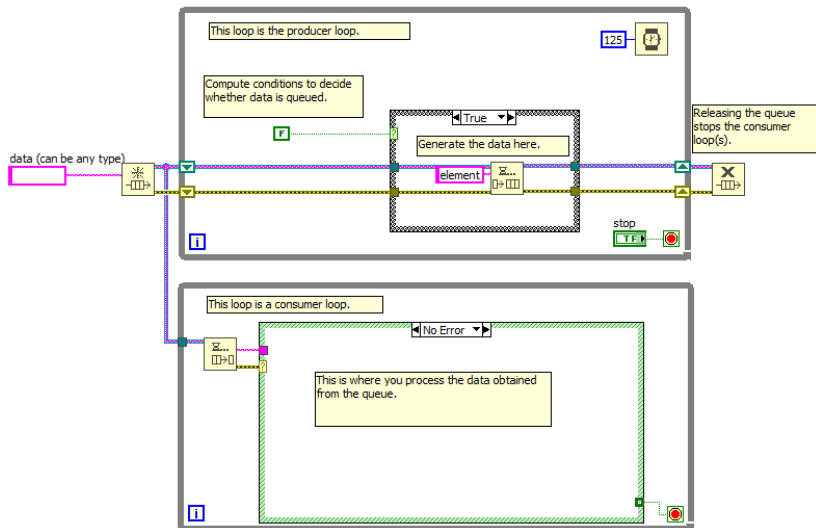 This loop is the producer loop.
125
Compute conditions to decide
whether data is queued.
F
True
Releasing the queue
stops the consumer
loop(s).
Generate the data here.
data (can be any type)
element
stop
TF
i
This loop is a consumer loop.
No Error
This is where you process the data obtained
from the queue.
i